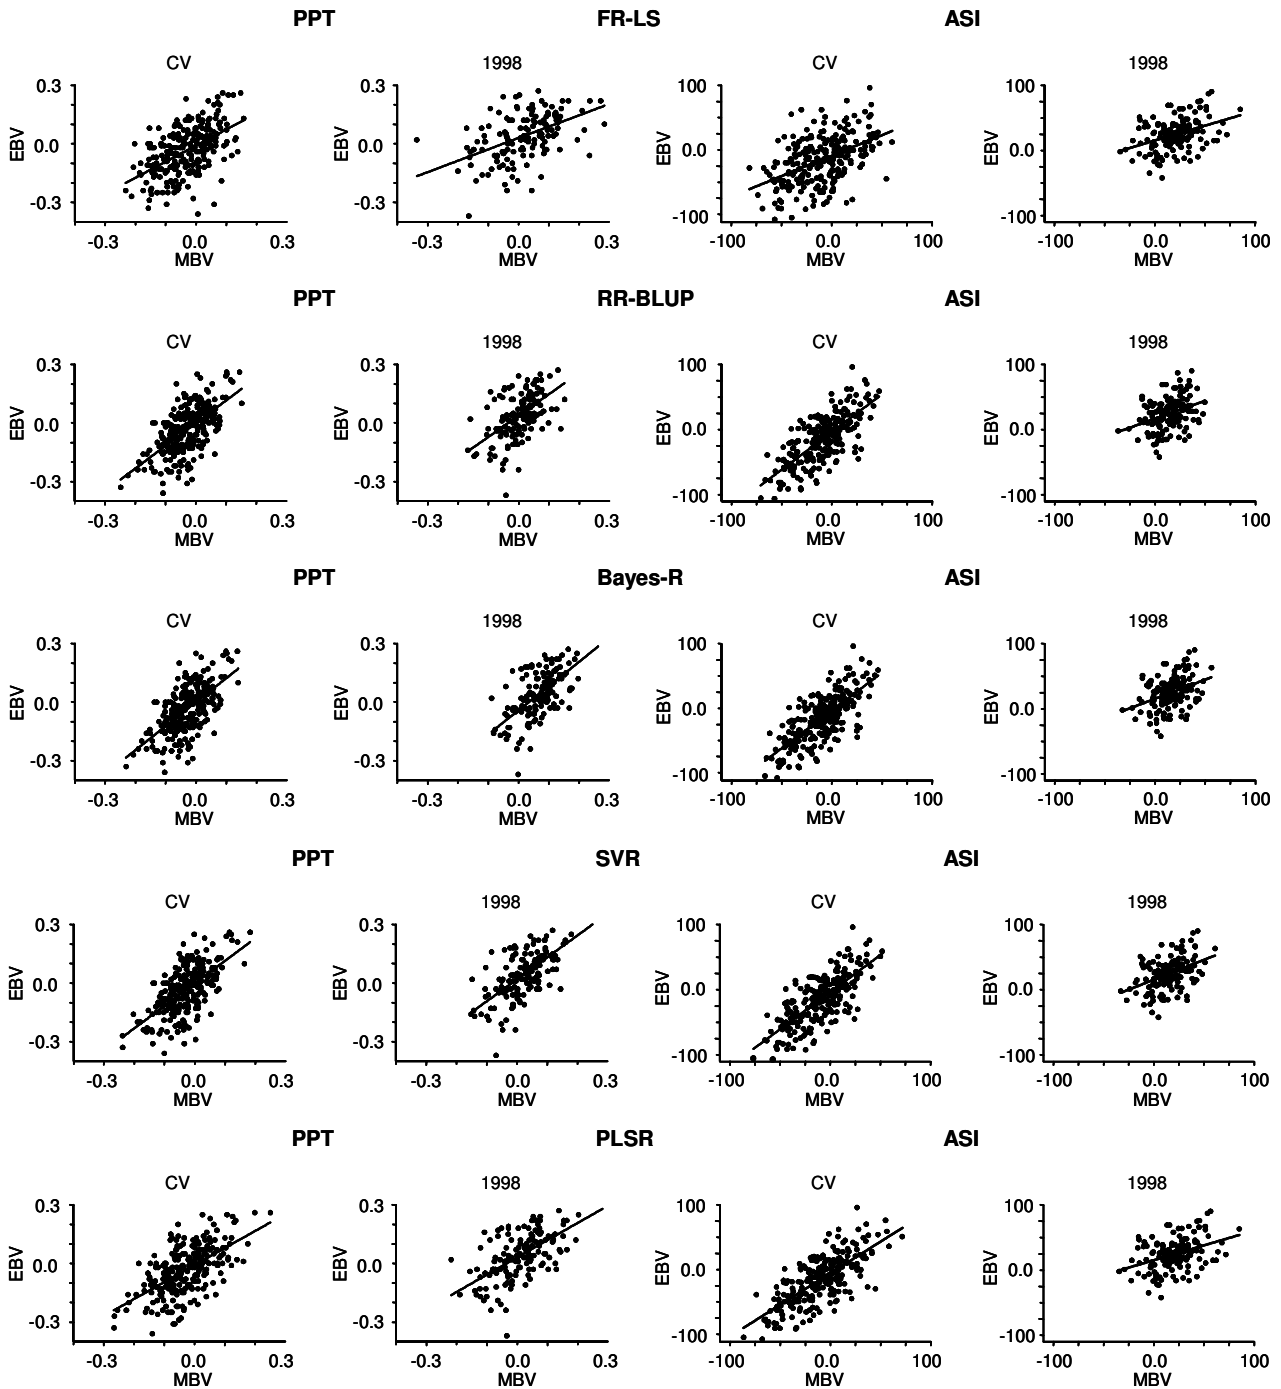 PPT FR-LS ASI
CV 1998 CV 1998
0.3 0.3 100 100
EBV 0.0 EBV 0.0 EBV 0.0 EBV 0.0
-0.3 -0.3 -100 -100
-0.3 0.0 0.3 -0.3 0.0 0.3 -100 0.0 100 -100 0.0 100
MBV MBV MBV MBV
PPT RR-BLUP ASI
CV 1998 CV 1998
0.3 0.3 100 100
EBV 0.0 EBV 0.0 EBV 0.0 EBV 0.0
-0.3 -0.3 -100 -100
-0.3 0.0 0.3 -0.3 0.0 0.3 -100 0.0 100 -100 0.0 100
MBV MBV MBV MBV
PPT Bayes-R ASI
CV 1998 CV 1998
0.3 0.3 100 100
EBV 0.0 EBV 0.0 EBV 0.0 EBV 0.0
-0.3 -0.3 -100 -100
-0.3 0.0 0.3 -0.3 0.0 0.3 -100 0.0 100 -100 0.0 100
MBV MBV MBV MBV
PPT SVR ASI
CV 1998 CV 1998
0.3 0.3 100 100
EBV 0.0 EBV 0.0 EBV 0.0 EBV 0.0
-0.3 -0.3 -100 -100
-0.3 0.0 0.3 -0.3 0.0 0.3 -100 0.0 100 -100 0.0 100
MBV MBV MBV MBV
PPT PLSR ASI
CV 1998 CV 1998
0.3 0.3 100 100
EBV 0.0 EBV 0.0 EBV 0.0 EBV 0.0
-0.3 -0.3 -100 -100
-0.3 0.0 0.3 -0.3 0.0 0.3 -100 0.0 100 -100 0.0 100
MBV MBV MBV MBV